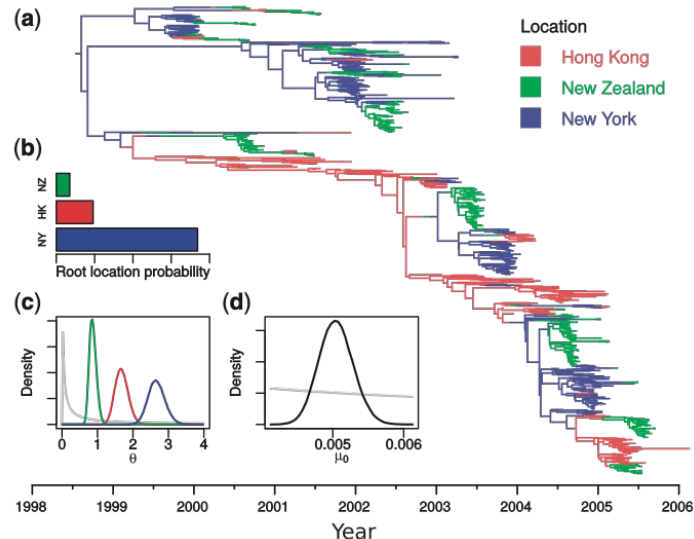 (a)
Location
Hong Kong
New Zealand
New York
(b)
NZ
HK
NY
Root location probability
(c)
Density
0 1 2 3 4
θ
(d)
Density
0.005 0.006
μ0
1998 1999 2000 2001 2002 2003 2004 2005 2006
Year